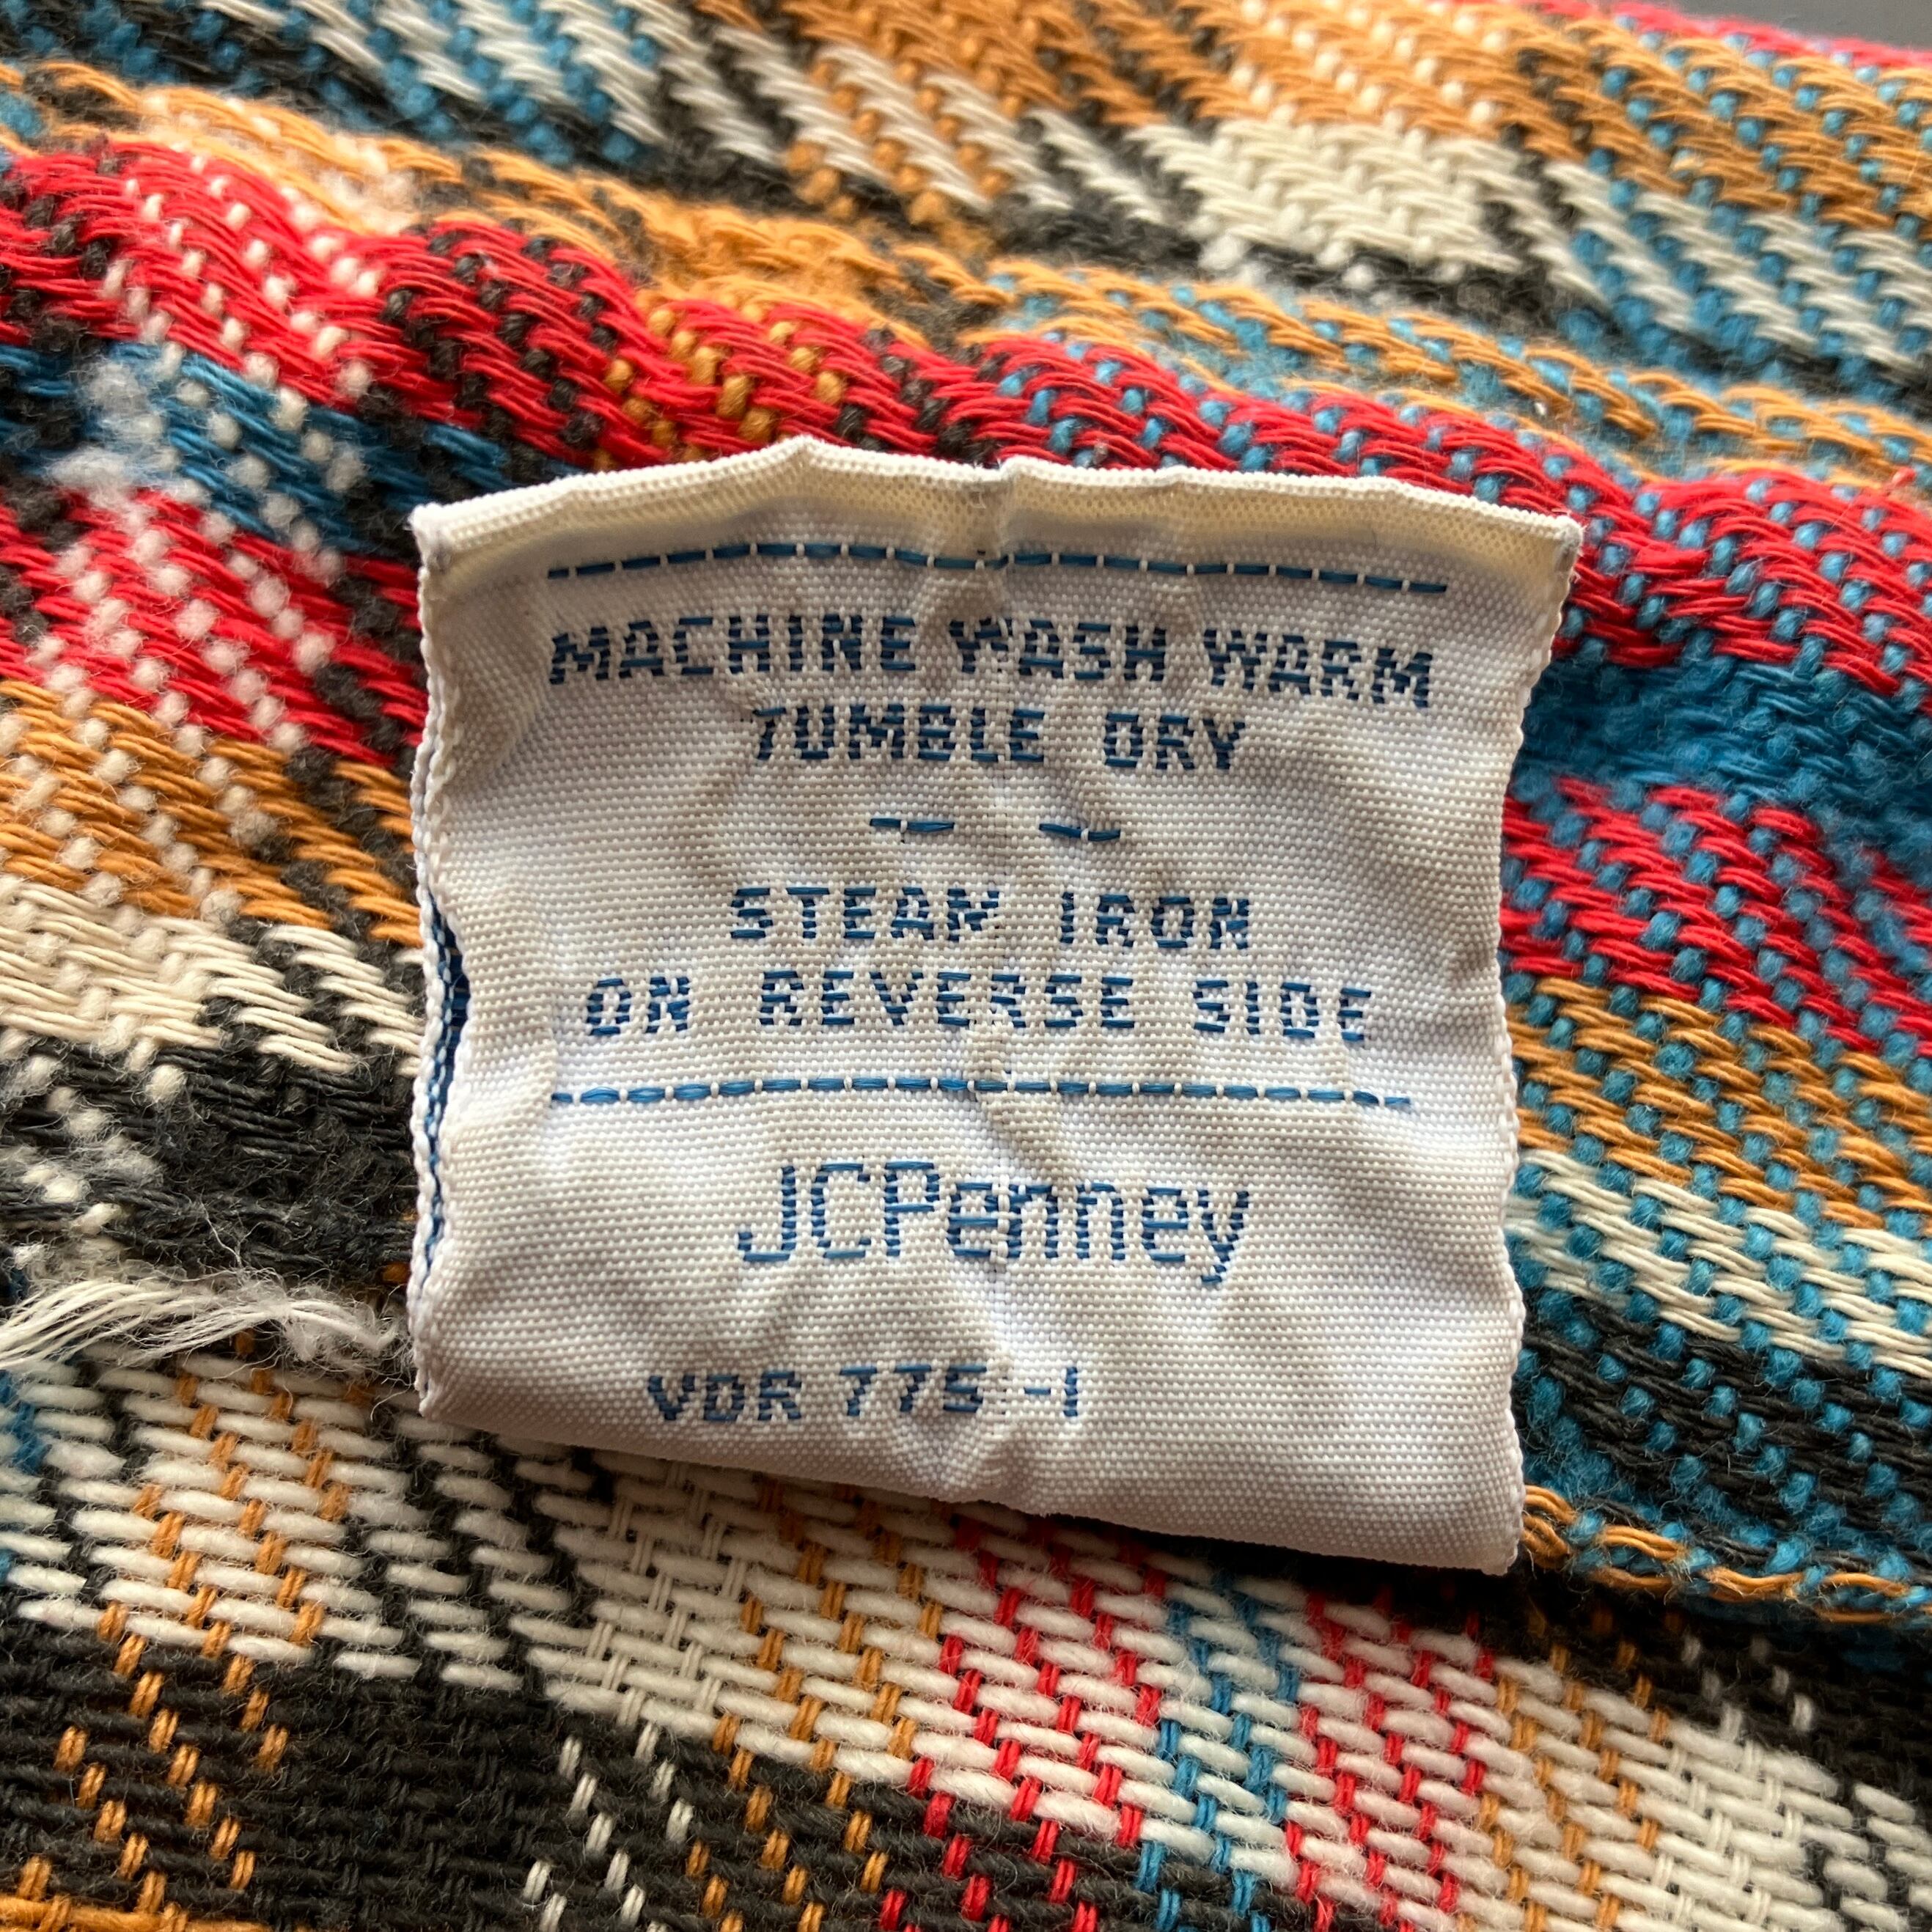 MACHINE WASH WARM
TUMBLE DRY
STEAM IRON
ON REVERSE SIDE
JCPenney
VDR 775-1